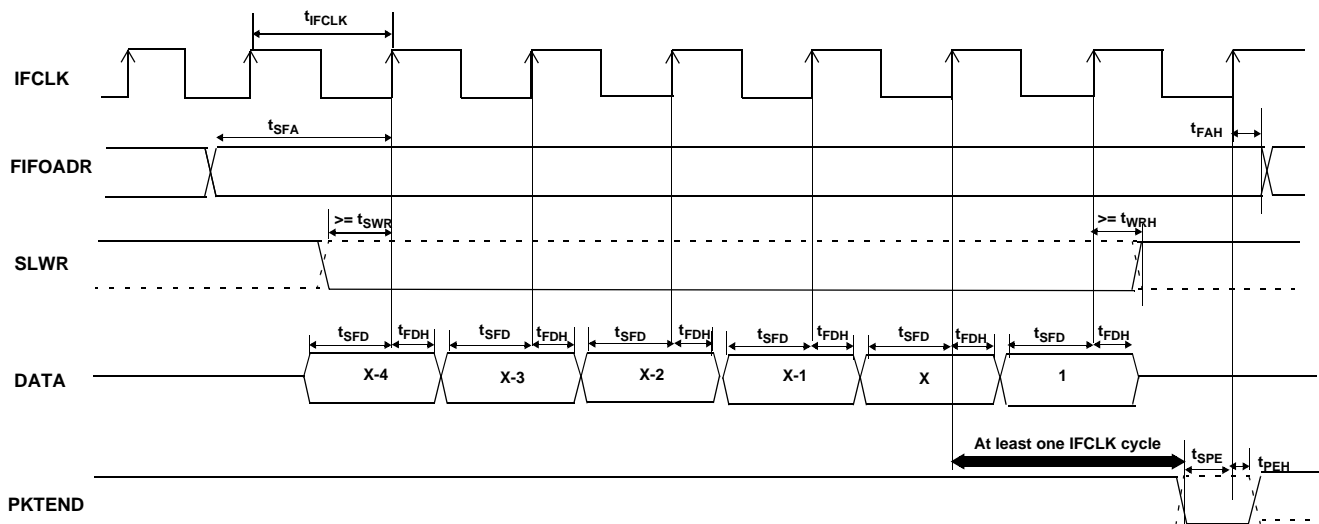 tIFCLK
IFCLK
tSFA
tFAH
FIFOADR
>= tSWR
>= tWRH
SLWR
tSFD tFDH tSFD tFDH tSFD tFDH tSFD tFDH tSFD tFDH tSFD tFDH
DATA X-4 X-3 X-2 X-1 X 1
At least one IFCLK cycle
tSPE
tPEH
PKTEND